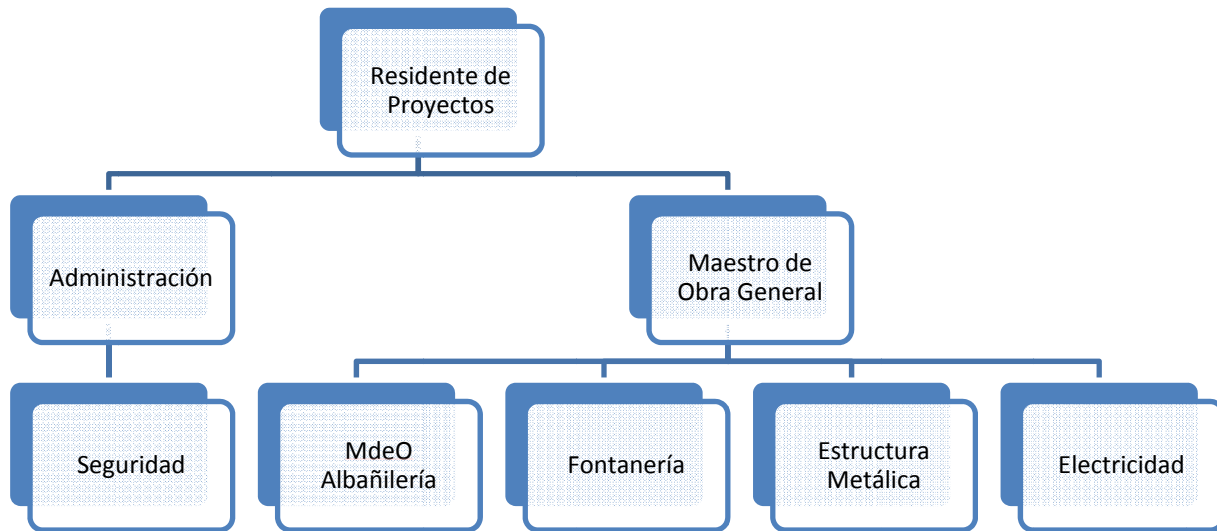 Residente de
Proyectos
Administración
Maestro de
Obra General
Seguridad
MdeO
Albañilería
Fontanería
Estructura
Metálica
Electricidad